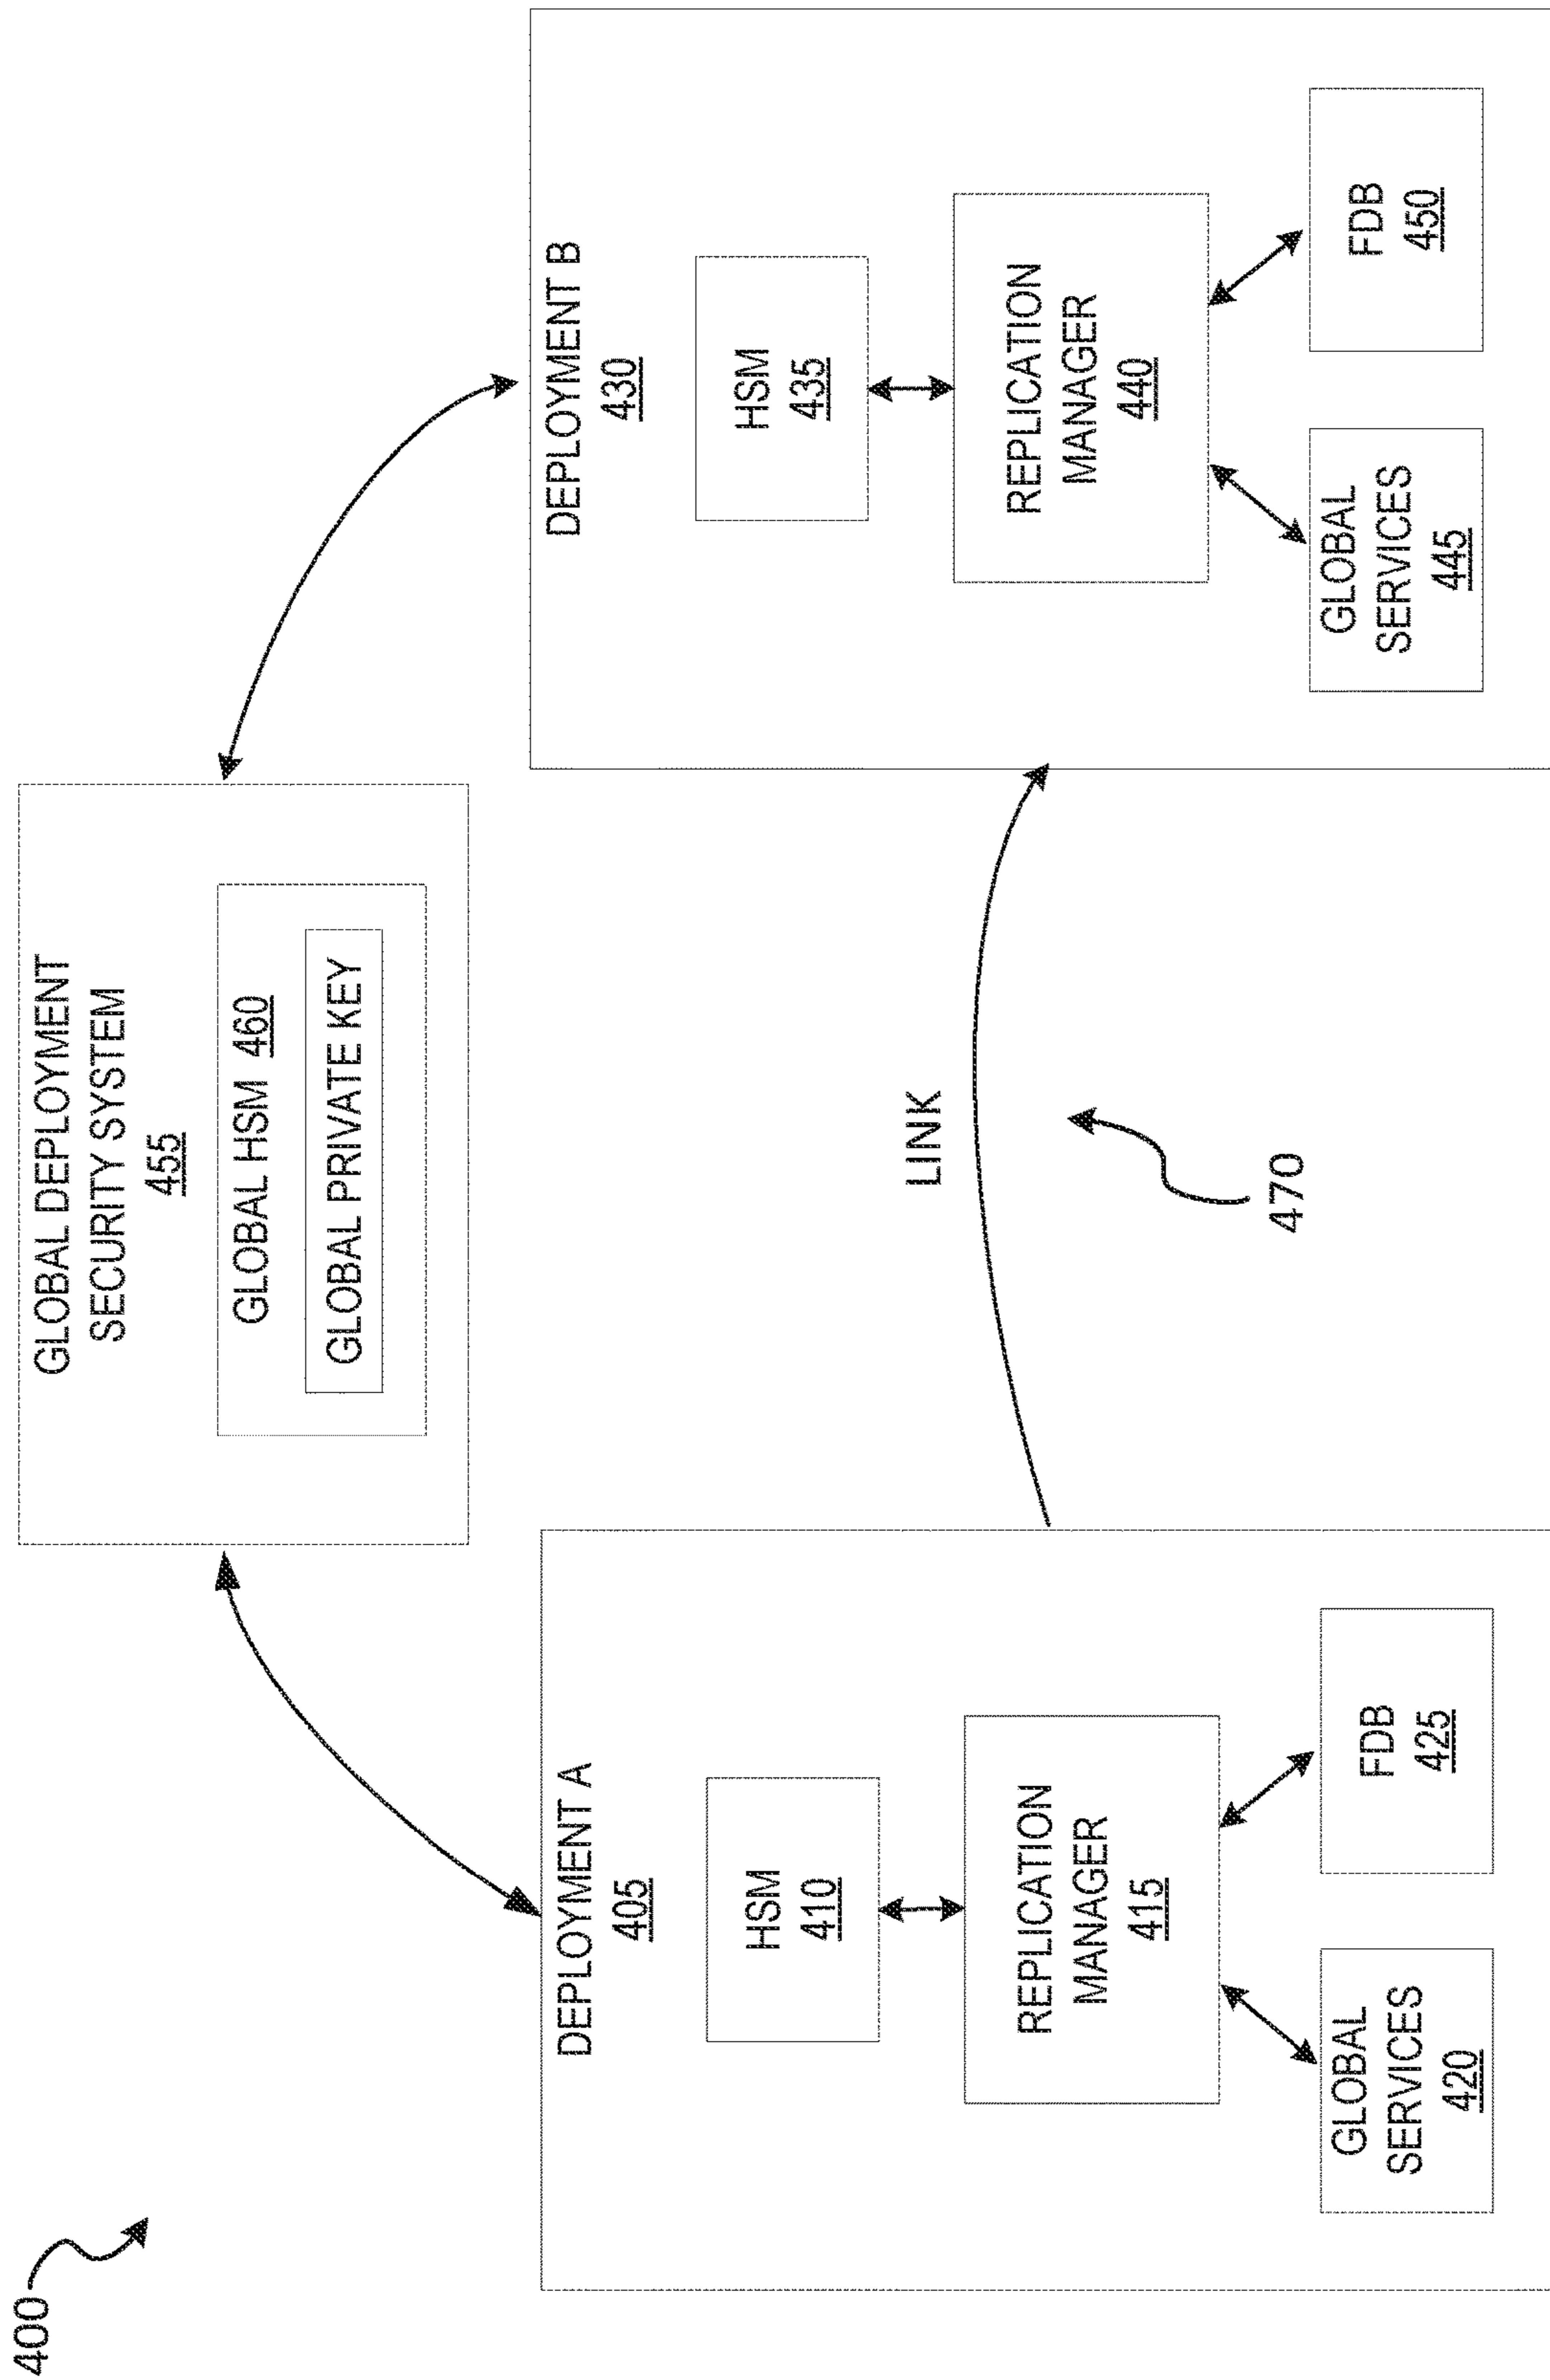 400
GLOBAL DEPLOYMENT
SECURITY SYSTEM
455
GLOBAL HSM 460
GLOBAL PRIVATE KEY
DEPLOYMENT A
405
HSM
410
REPLICATION
MANAGER
415
GLOBAL
SERVICES
420
FDB
425
LINK
470
DEPLOYMENT B
430
HSM
435
REPLICATION
MANAGER
440
GLOBAL
SERVICES
445
FDB
450